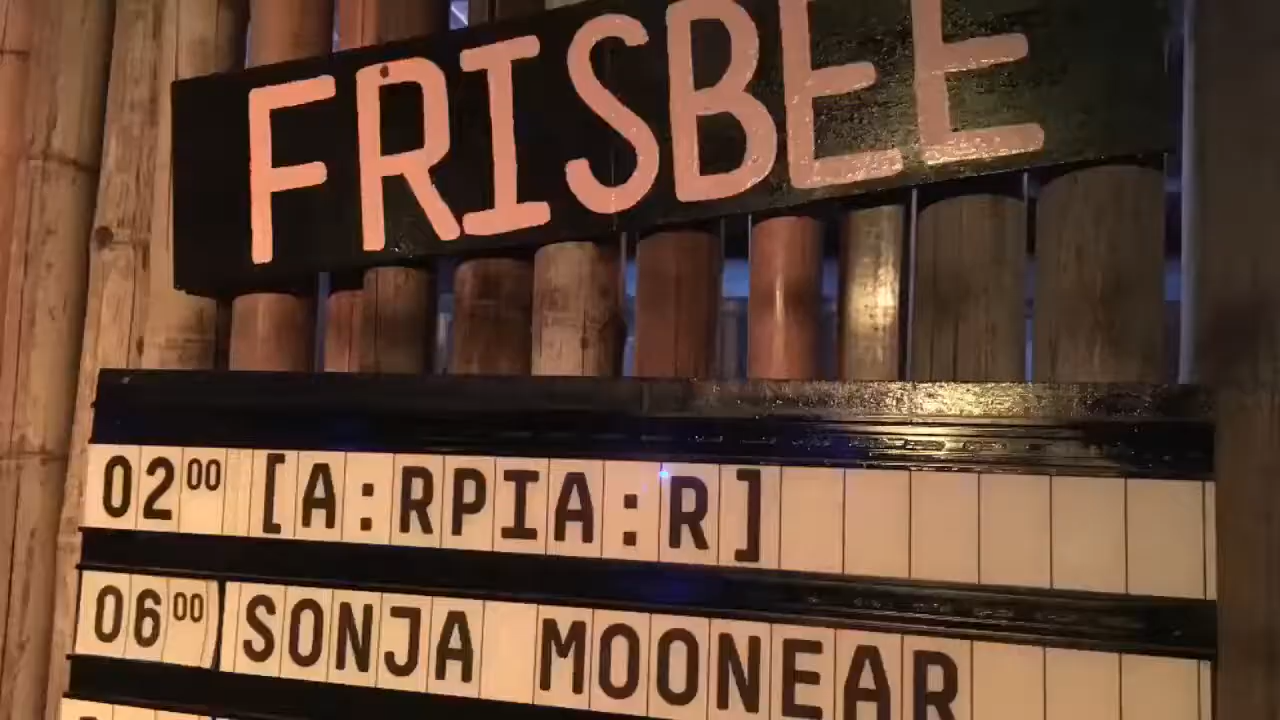 FRISBEE
02⁰⁰ [A:RPIA:R]
06⁰⁰ SONJA MOONEAR